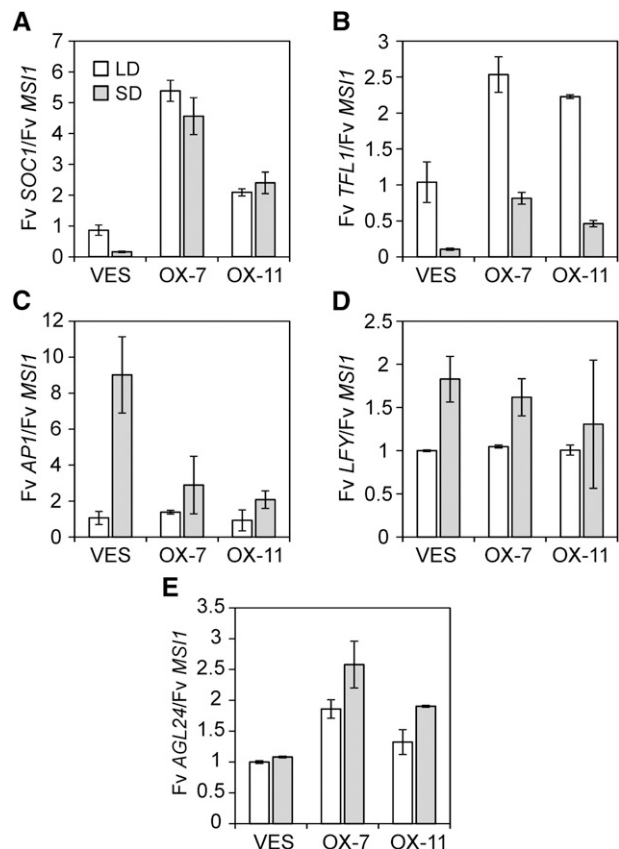 A
Fv SOC1/Fv MSI1
7
6
5
4
3
2
1
0
LD
SD
VES OX-7 OX-11
B
Fv TFL1/Fv MSI1
3
2.5
2
1.5
1
0.5
0
VES OX-7 OX-11
C
Fv AP1/Fv MSI1
12
10
8
6
4
2
0
VES OX-7 OX-11
D
Fv LFY/Fv MSI1
2.5
2
1.5
1
0.5
0
VES OX-7 OX-11
E
Fv AGL24/Fv MSI1
3.5
3
2.5
2
1.5
1
0.5
0
VES OX-7 OX-11